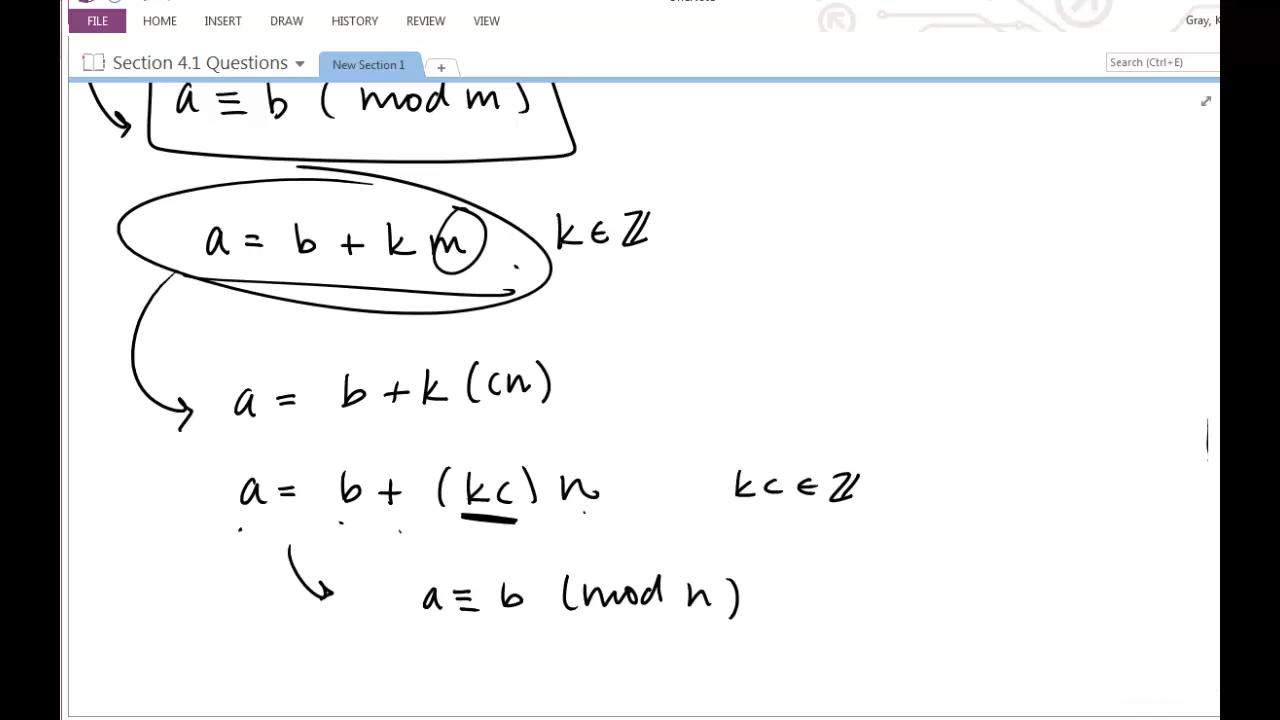 FILE HOME INSERT DRAW HISTORY REVIEW VIEW Gray, K
Section 4.1 Questions New Section 1 + Search (Ctrl+E)
a ≡ b ( mod m )
a = b + k m . k ∈ ℤ
a = b + k (cn)
a = b + (kc) n kc ∈ ℤ
a ≡ b (mod n)